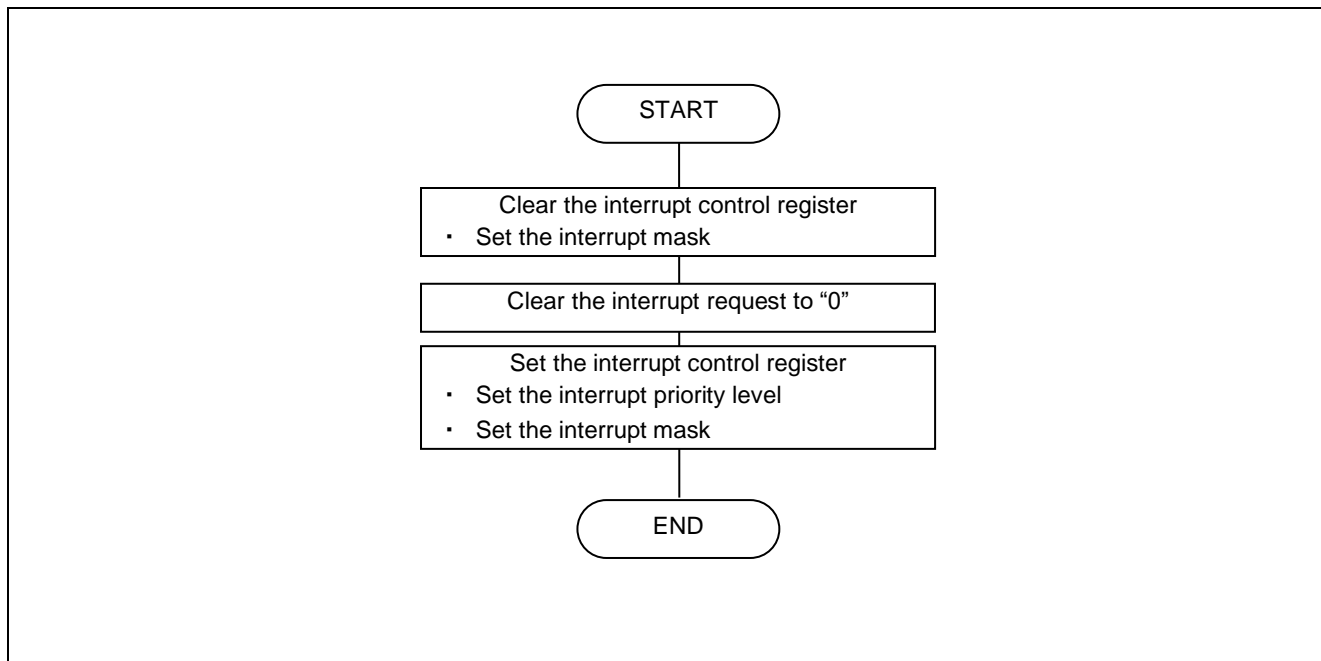 START
Clear the interrupt control register
・ Set the interrupt mask
Clear the interrupt request to “0”
Set the interrupt control register
・ Set the interrupt priority level
・ Set the interrupt mask
END